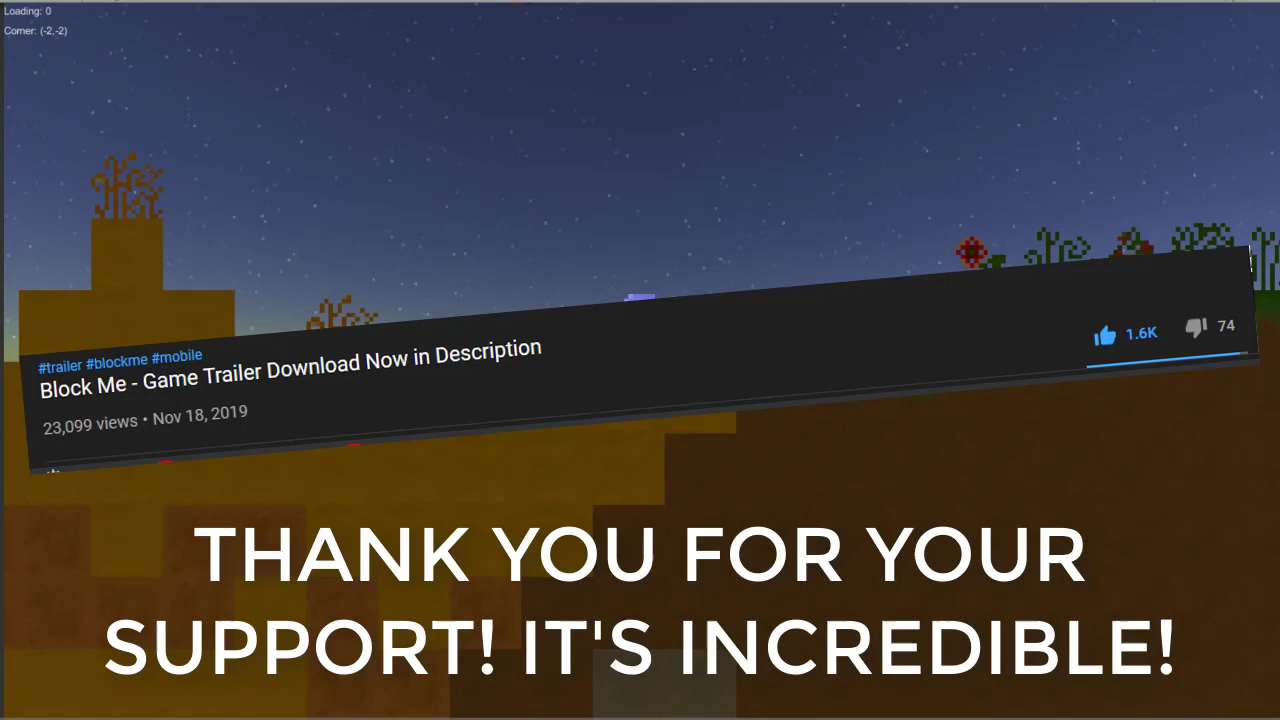 Loading: 0
Corner: (-2,-2)
#trailer #blockme #mobile
Block Me - Game Trailer Download Now in Description
23,099 views • Nov 18, 2019
1.6K 74
THANK YOU FOR YOUR
SUPPORT! IT'S INCREDIBLE!